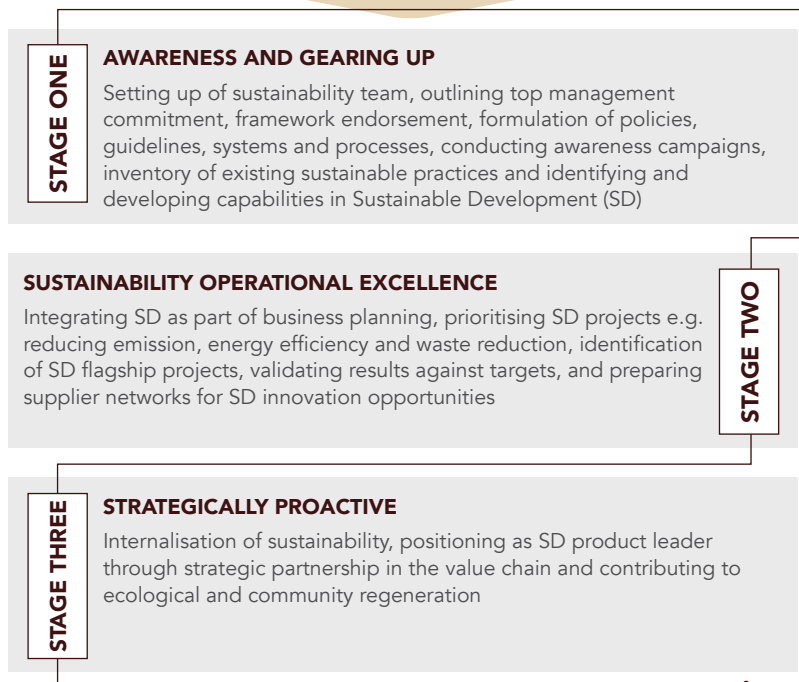 STAGE ONE
AWARENESS AND GEARING UP
Setting up of sustainability team, outlining top management
commitment, framework endorsement, formulation of policies,
guidelines, systems and processes, conducting awareness campaigns,
inventory of existing sustainable practices and identifying and
developing capabilities in Sustainable Development (SD)
SUSTAINABILITY OPERATIONAL EXCELLENCE
Integrating SD as part of business planning, prioritising SD projects e.g.
reducing emission, energy efficiency and waste reduction, identification
of SD flagship projects, validating results against targets, and preparing
supplier networks for SD innovation opportunities
STAGE TWO
STAGE THREE
STRATEGICALLY PROACTIVE
Internalisation of sustainability, positioning as SD product leader
through strategic partnership in the value chain and contributing to
ecological and community regeneration